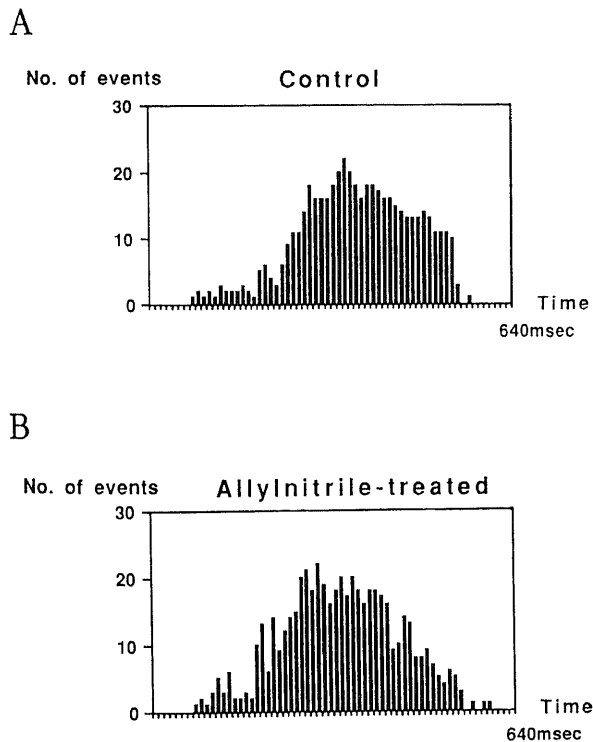 A
No. of events
Control
30
20
10
0
Time
640msec
B
No. of events
Allylnitrile-treated
30
20
10
0
Time
640msec